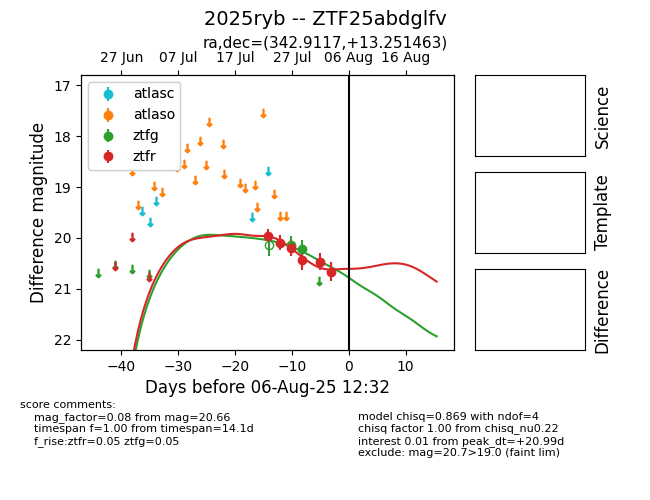 2025ryb -- ZTF25abdglfv
ra,dec=(342.9117,+13.251463)
27 Jun 07 Jul 17 Jul 27 Jul 06 Aug 16 Aug
17
18
19
20
21
22
Difference magnitude
atlasc
atlaso
ztfg
ztfr
−40 −30 −20 −10 0 10
Days before 06-Aug-25 12:32
Science
Template
Difference
score comments:
mag_factor=0.08 from mag=20.66
timespan f=1.00 from timespan=14.1d
f_rise:ztfr=0.05 ztfg=0.05
model chisq=0.869 with ndof=4
chisq factor 1.00 from chisq_nu0.22
interest 0.01 from peak_dt=+20.99d
exclude: mag=20.7>19.0 (faint lim)